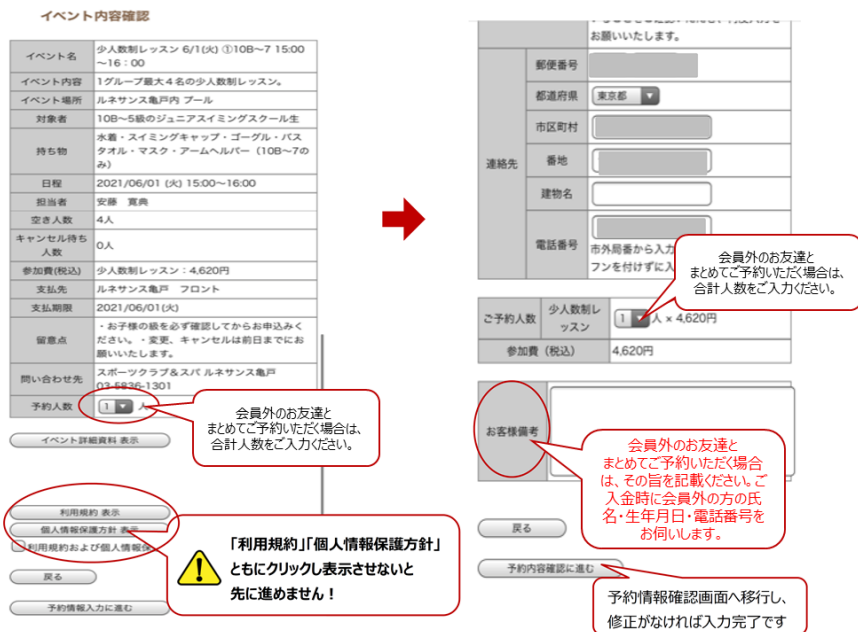 イベント内容確認
イベント名
少人数制レッスン 6/1(火) ①10B〜7 15:00
〜16：00
イベント内容
1グループ最大４名の少人数制レッスン。
イベント場所
ルネサンス亀戸内 プール
対象者
10B〜5級のジュニアスイミングスクール生
持ち物
水着・スイミングキャップ・ゴーグル・バス
タオル・マスク・アームヘルパー（10B〜7の
み）
日程
2021/06/01 (火) 15:00〜16:00
担当者
安藤　寛典
空き人数
4人
キャンセル待ち
人数
0人
参加費(税込)
少人数制レッスン：4,620円
支払先
ルネサンス亀戸　フロント
支払期限
2021/06/01(火)
留意点
・お子様の級を必ず確認してからお申込みく
ださい。・変更、キャンセルは前日までにお
願いいたします。
問い合わせ先
スポーツクラブ＆スパ ルネサンス亀戸
03-5836-1301
予約人数
1 人
会員外のお友達と
まとめてご予約いただく場合は、
合計人数をご入力ください。
イベント詳細資料 表示
利用規約 表示
個人情報保護方針 表示
利用規約および個人情報保
「利用規約」「個人情報保護方針」
ともにクリックし表示させないと
先に進めません！
戻る
予約情報入力に進む
お願いいたします。
連絡先
郵便番号
都道府県
東京都
市区町村
番地
建物名
電話番号
市外局番から入力
フンを付けずに入
会員外のお友達と
まとめてご予約いただく場合は、
合計人数をご入力ください。
ご予約人数
少人数制レ
ッスン
1 人 × 4,620円
参加費（税込）
4,620円
お客様備考
会員外のお友達と
まとめてご予約いただく場合
は、その旨を記載ください。ご
入金時に会員外の方の氏
名・生年月日・電話番号を
お伺いします。
戻る
予約内容確認に進む
予約情報確認画面へ移行し、
修正がなければ入力完了です